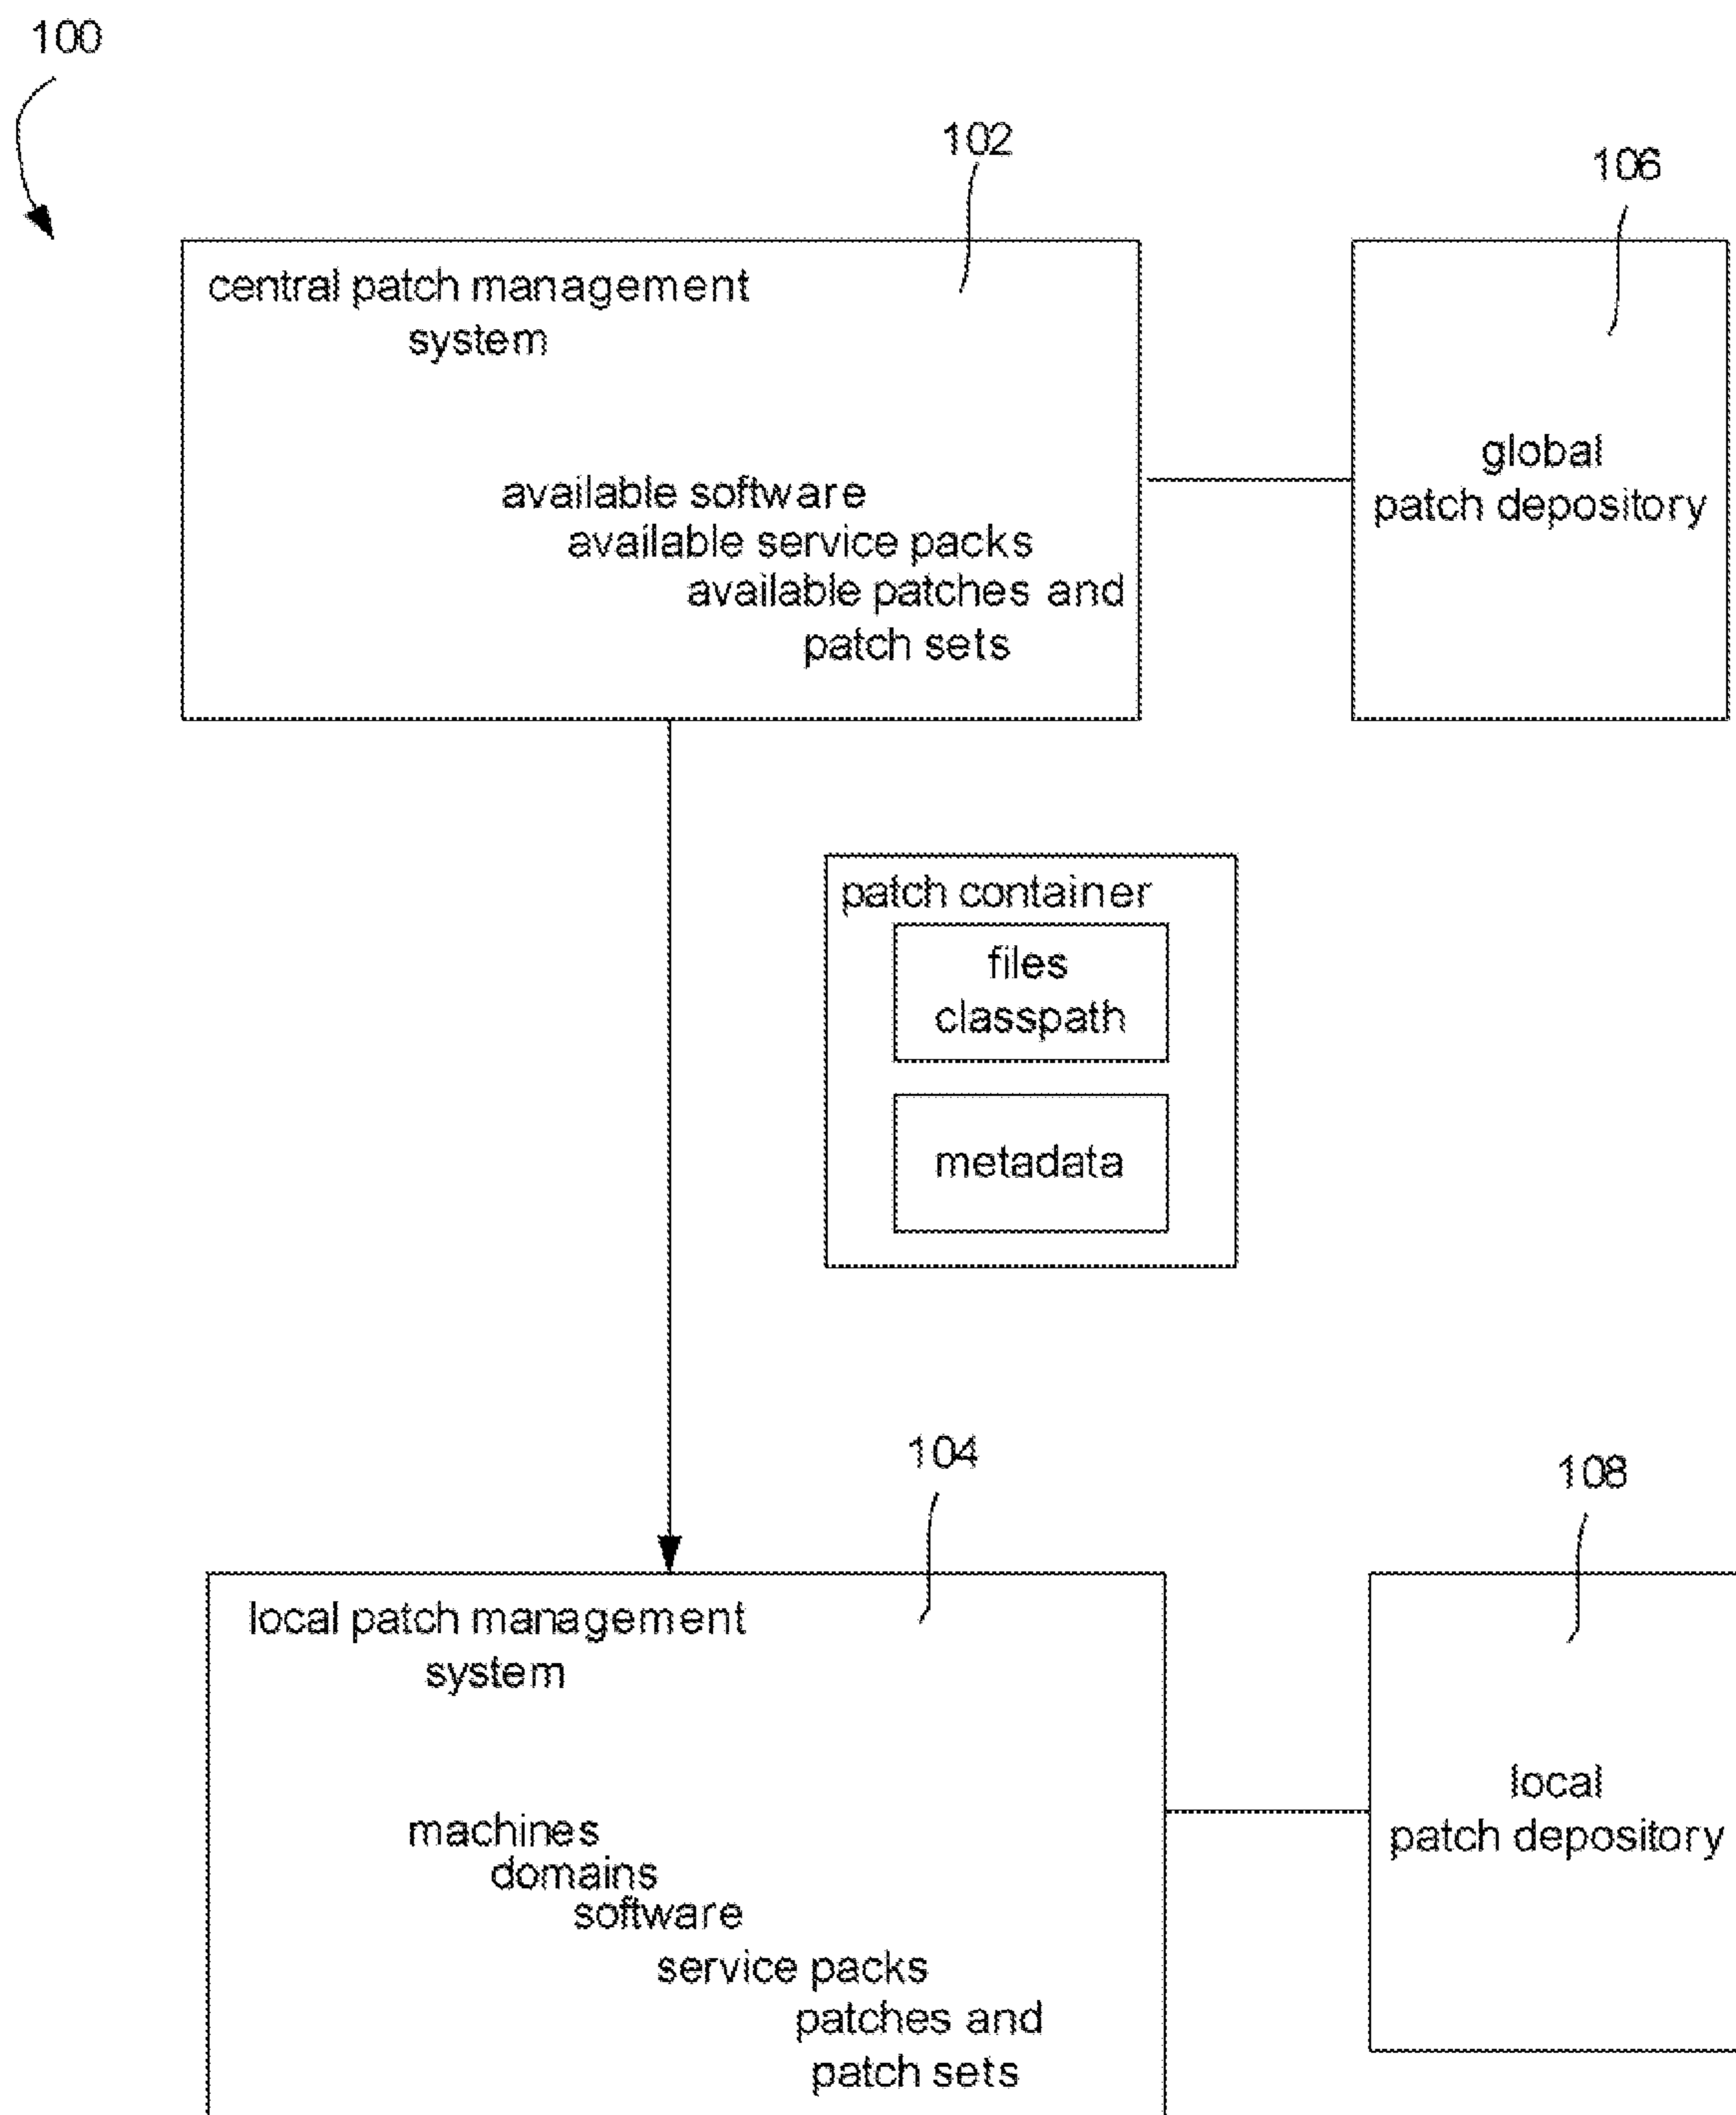 100
102
106
central patch management
system
available software
available service packs
available patches and
patch sets
global
patch depository
patch container
files
classpath
metadata
104
108
local patch management
system
machines
domains
software
service packs
patches and
patch sets
local
patch depository